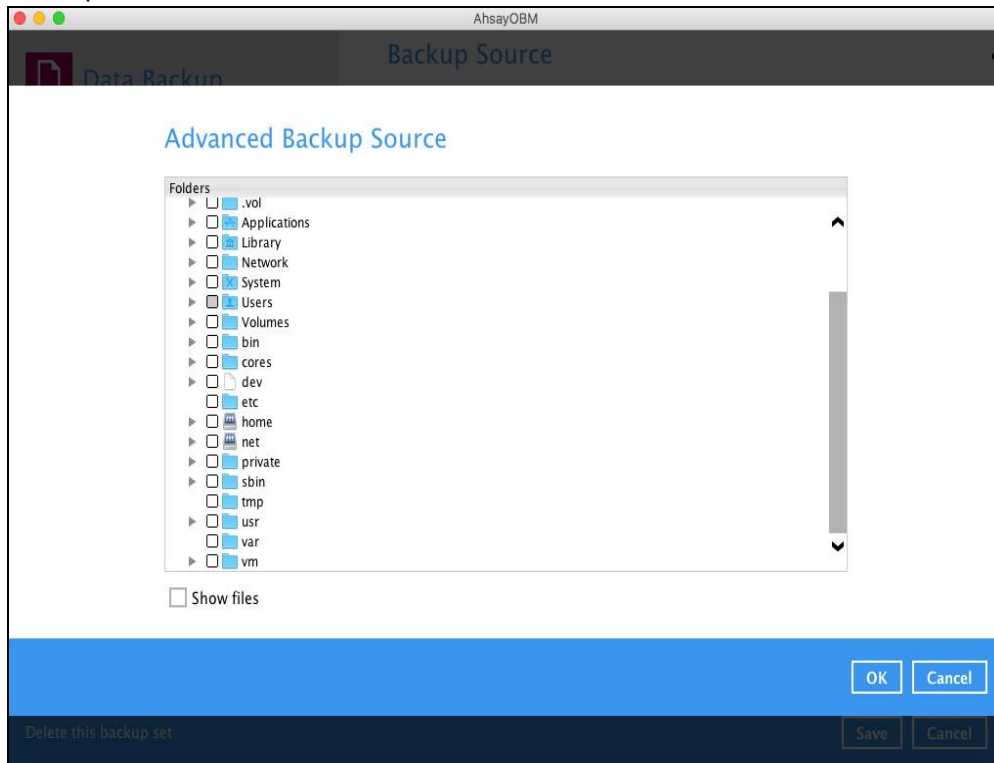 AhsayOBM
Data Backup
Backup Source
Advanced Backup Source
Folders
.vol
Applications
Library
Network
System
Users
Volumes
bin
cores
dev
etc
home
net
private
sbin
tmp
usr
var
vm
Show files
OK Cancel
Delete this backup set
Save Cancel